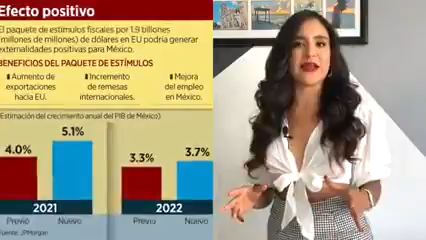 Efecto positivo
El paquete de estímulos fiscales por 1.9 billones
(millones de millones) de dólares en EU podría generar
externalidades positivas para México.
BENEFICIOS DEL PAQUETE DE ESTÍMULOS
Aumento de
exportaciones
hacia EU.
Incremento
de remesas
internacionales.
Mejora
del empleo
en México.
(Estimación del crecimiento anual del PIB de México)
4.0%
5.1%
3.3%
3.7%
Previo
Nuevo
Previo
Nuevo
2021
2022
Fuente: JPMorgan